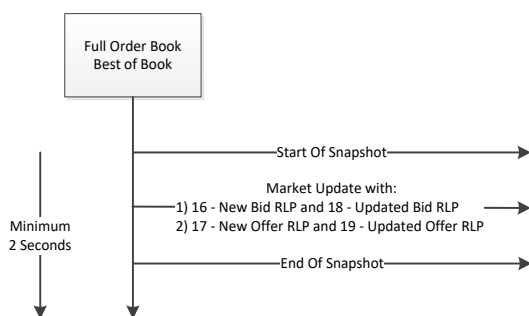 Full Order Book
Best of Book
Start Of Snapshot
Market Update with:
1) 16 - New Bid RLP and 18 - Updated Bid RLP
2) 17 - New Offer RLP and 19 - Updated Offer RLP
Minimum
2 Seconds
End Of Snapshot